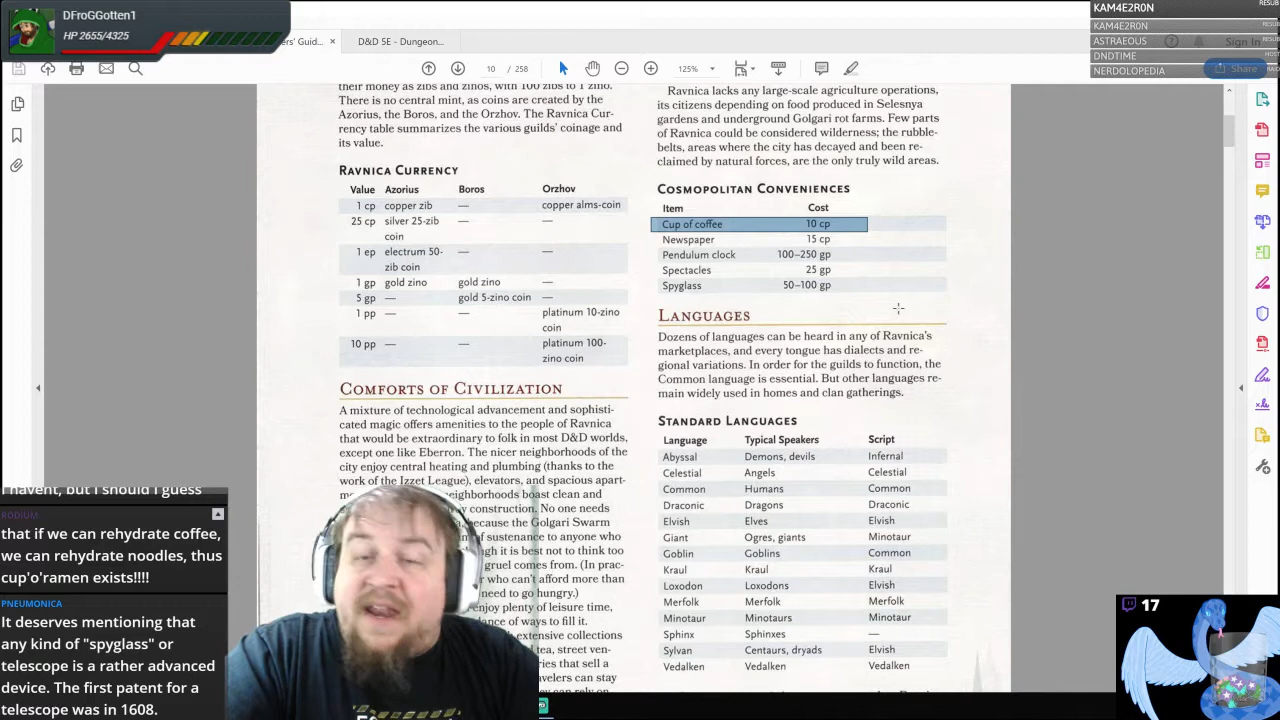 DFroGGotten1
HP 2655/4325
ers' Guid...
D&D 5E - Dungeon...
KAM4E2R0N
KAM4E2R0N
ASTRAEOUS
DNDTIME
NERDOLOPEDIA
RESUB
RESUB
RESUB
HOST
Sign In
Share
10 / 258
125%
their money as zibs and zinos, with 100 zibs to 1 zino.
There is no central mint, as coins are created by the
Azorius, the Boros, and the Orzhov. The Ravnica Cur-
rency table summarizes the various guilds' coinage and
its value.
Ravnica Currency
Value Azorius Boros Orzhov
1 cp copper zib — copper alms-coin
25 cp silver 25-zib coin — —
1 ep electrum 50-zib coin — —
1 gp gold zino gold zino —
5 gp — gold 5-zino coin —
1 pp — — platinum 10-zino coin
10 pp — — platinum 100-zino coin
Comforts of Civilization
A mixture of technological advancement and sophisti-
cated magic offers amenities to the people of Ravnica
that would be extraordinary to folk in most D&D worlds,
except one like Eberron. The nicer neighborhoods of the
city enjoy central heating and plumbing (thanks to the
work of the Izzet League), elevators, and spacious apart-
neighborhoods boast clean and
construction. No one needs
because the Golgari Swarm
of sustenance to anyone who
gh it is best not to think too
gruel comes from. (In prac-
r who can't afford more than
need to go hungry.)
enjoy plenty of leisure time,
dance of ways to fill it.
extensive collections
tea, street ven-
ries that sell a
avelers can stay
ey can rely on
Ravnica lacks any large-scale agriculture operations,
its citizens depending on food produced in Selesnya
gardens and underground Golgari rot farms. Few parts
of Ravnica could be considered wilderness; the rubble-
belts, areas where the city has decayed and been re-
claimed by natural forces, are the only truly wild areas.
Cosmopolitan Conveniences
Item Cost
Cup of coffee 10 cp
Newspaper 15 cp
Pendulum clock 100–250 gp
Spectacles 25 gp
Spyglass 50–100 gp
Languages
Dozens of languages can be heard in any of Ravnica's
marketplaces, and every tongue has dialects and re-
gional variations. In order for the guilds to function, the
Common language is essential. But other languages re-
main widely used in homes and clan gatherings.
Standard Languages
Language Typical Speakers Script
Abyssal Demons, devils Infernal
Celestial Angels Celestial
Common Humans Common
Draconic Dragons Draconic
Elvish Elves Elvish
Giant Ogres, giants Minotaur
Goblin Goblins Common
Kraul Kraul Kraul
Loxodon Loxodons Elvish
Merfolk Merfolk Merfolk
Minotaur Minotaurs Minotaur
Sphinx Sphinxes —
Sylvan Centaurs, dryads Elvish
Vedalken Vedalken Vedalken
I havent, but I should I guess
RODIUM
that if we can rehydrate coffee,
we can rehydrate noodles, thus
cup'o'ramen exists!!!!
PNEUMONICA
It deserves mentioning that
any kind of "spyglass" or
telescope is a rather advanced
device. The first patent for a
telescope was in 1608.
17